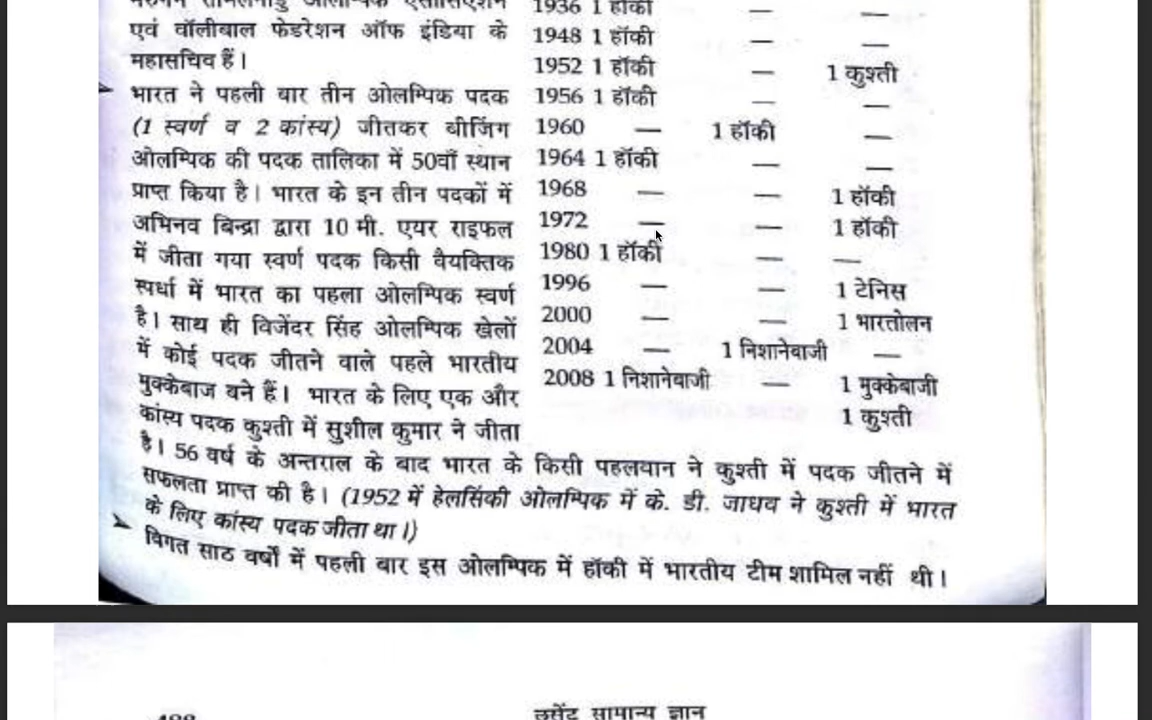 एवं वॉलीबाल फेडरेशन ऑफ इंडिया के
महासचिव हैं।
भारत ने पहली बार तीन ओलम्पिक पदक
(1 स्वर्ण व 2 कांस्य) जीतकर बीजिंग
ओलम्पिक की पदक तालिका में 50वाँ स्थान
प्राप्त किया है। भारत के इन तीन पदकों में
अभिनव बिन्द्रा द्वारा 10 मी. एयर राइफल
में जीता गया स्वर्ण पदक किसी वैयक्तिक
स्पर्धा में भारत का पहला ओलम्पिक स्वर्ण
है। साथ ही विजेंदर सिंह ओलम्पिक खेलों
में कोई पदक जीतने वाले पहले भारतीय
मुक्केबाज बने हैं। भारत के लिए एक और
कांस्य पदक कुश्ती में सुशील कुमार ने जीता
1936 1 हॉकी — —
1948 1 हॉकी — —
1952 1 हॉकी — 1 कुश्ती
1956 1 हॉकी — —
1960 — 1 हॉकी —
1964 1 हॉकी — —
1968 — — 1 हॉकी
1972 — — 1 हॉकी
1980 1 हॉकी — —
1996 — — 1 टेनिस
2000 — — 1 भारतोलन
2004 — 1 निशानेबाजी —
2008 1 निशानेबाजी — 1 मुक्केबाजी
1 कुश्ती
है। 56 वर्ष के अन्तराल के बाद भारत के किसी पहलवान ने कुश्ती में पदक जीतने में
सफलता प्राप्त की है। (1952 में हेलसिंकी ओलम्पिक में के. डी. जाधव ने कुश्ती में भारत
के लिए कांस्य पदक जीता था।)
विगत साठ वर्षों में पहली बार इस ओलम्पिक में हॉकी में भारतीय टीम शामिल नहीं थी।
लूसेंट सामान्य ज्ञान